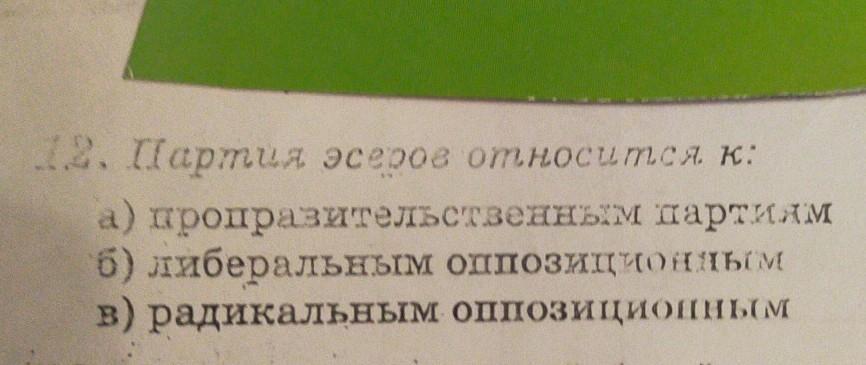 12. Партия эсеров относится к:
а) проправительственным партиям
б) либеральным оппозиционным
в) радикальным оппозиционным